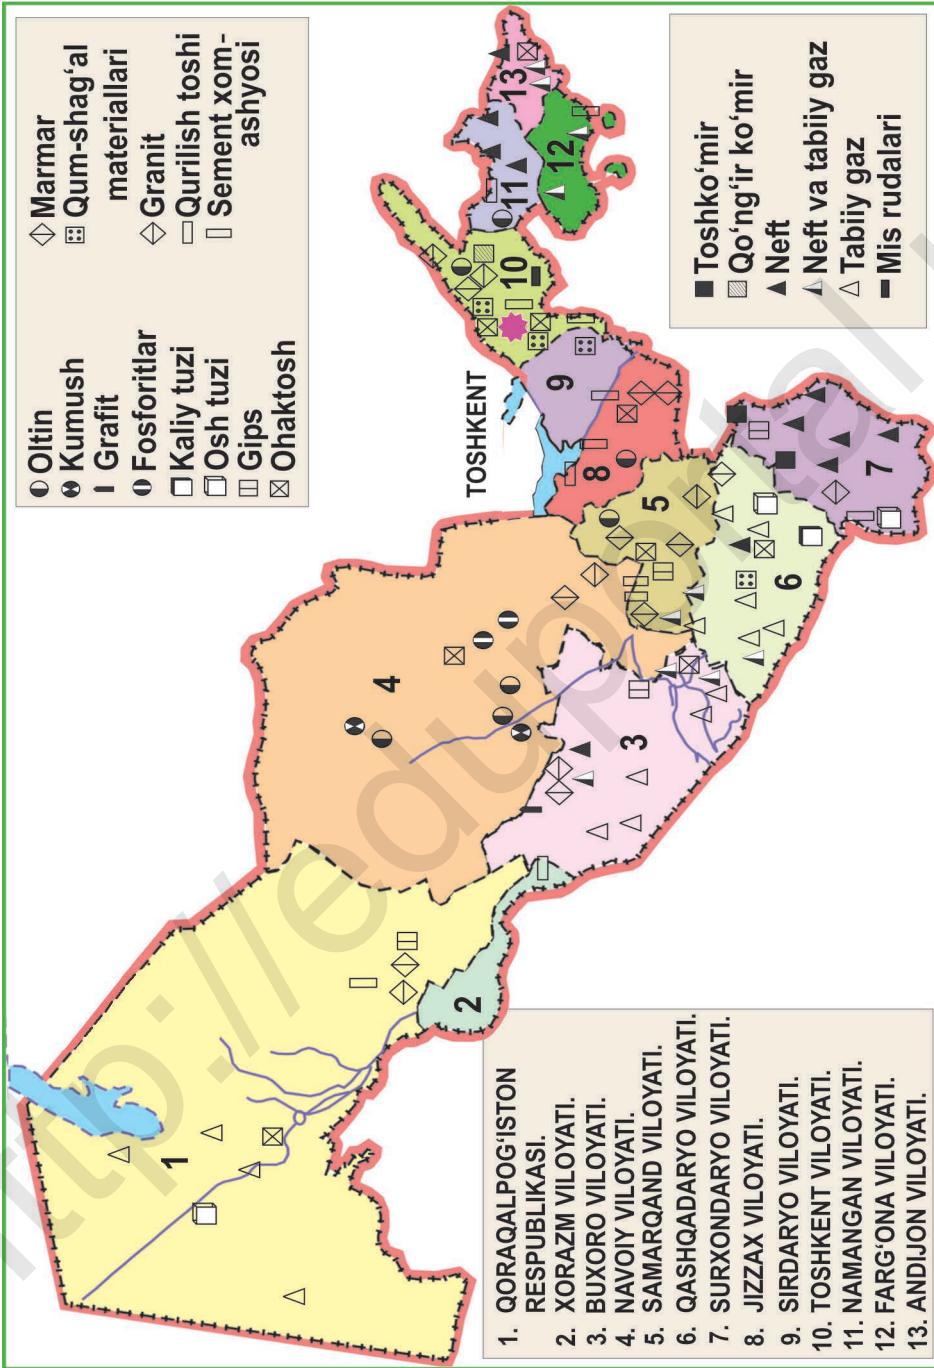 Oltin
Kumush
Grafit
Fosforitlar
Kaliy tuzi
Osh tuzi
Gips
Ohaktosh
Marmar
Qum-shag‘al
materiallari
Granit
Qurilish toshi
Sement xom-
ashyosi
TOSHKENT
1
2
3
4
5
6
7
8
9
10
11
12
13
1. QORAQALPOG‘ISTON
RESPUBLIKASI.
2. XORAZM VILOYATI.
3. BUXORO VILOYATI.
4. NAVOIY VILOYATI.
5. SAMARQAND VILOYATI.
6. QASHQADARYO VILOYATI.
7. SURXONDARYO VILOYATI.
8. JIZZAX VILOYATI.
9. SIRDARYO VILOYATI.
10. TOSHKENT VILOYATI.
11. NAMANGAN VILOYATI.
12. FARG‘ONA VILOYATI.
13. ANDIJON VILOYATI.
Toshko‘mir
Qo‘ng‘ir ko‘mir
Neft
Neft va tabiiy gaz
Tabiiy gaz
Mis rudalari
http://eduportal